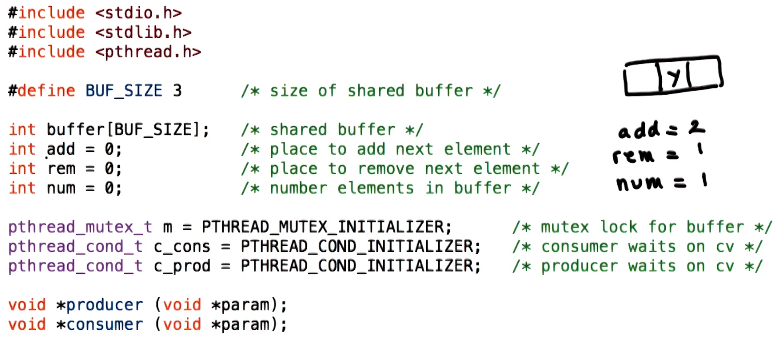 #include <stdio.h>
#include <stdlib.h>
#include <pthread.h>
#define BUF_SIZE 3 /* size of shared buffer */
int buffer[BUF_SIZE]; /* shared buffer */
int add = 0; /* place to add next element */
int rem = 0; /* place to remove next element */
int num = 0; /* number elements in buffer */
pthread_mutex_t m = PTHREAD_MUTEX_INITIALIZER; /* mutex lock for buffer */
pthread_cond_t c_cons = PTHREAD_COND_INITIALIZER; /* consumer waits on cv */
pthread_cond_t c_prod = PTHREAD_COND_INITIALIZER; /* producer waits on cv */
void *producer (void *param);
void *consumer (void *param);
y
add = 2
rem = 1
num = 1